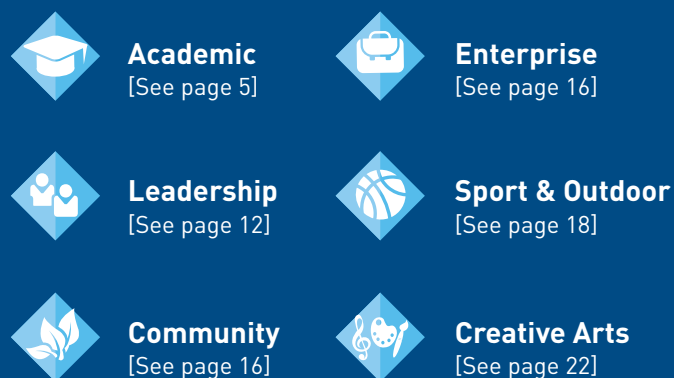 Academic
[See page 5]
Enterprise
[See page 16]
Leadership
[See page 12]
Sport & Outdoor
[See page 18]
Community
[See page 16]
Creative Arts
[See page 22]